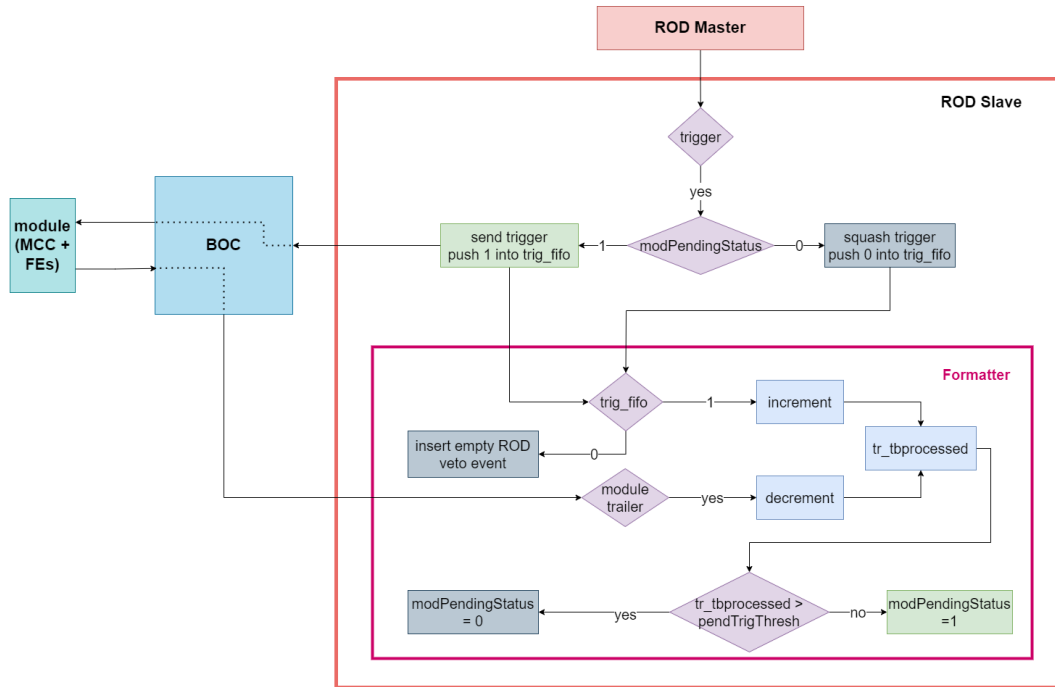 ROD Master
ROD Slave
trigger
yes
module
(MCC +
FEs)
BOC
send trigger
push 1 into trig_fifo
1
modPendingStatus
0
squash trigger
push 0 into trig_fifo
Formatter
trig_fifo
1
increment
insert empty ROD
veto event
0
tr_tbprocessed
module
trailer
yes
decrement
modPendingStatus
= 0
yes
tr_tbprocessed >
pendTrigThresh
no
modPendingStatus
=1